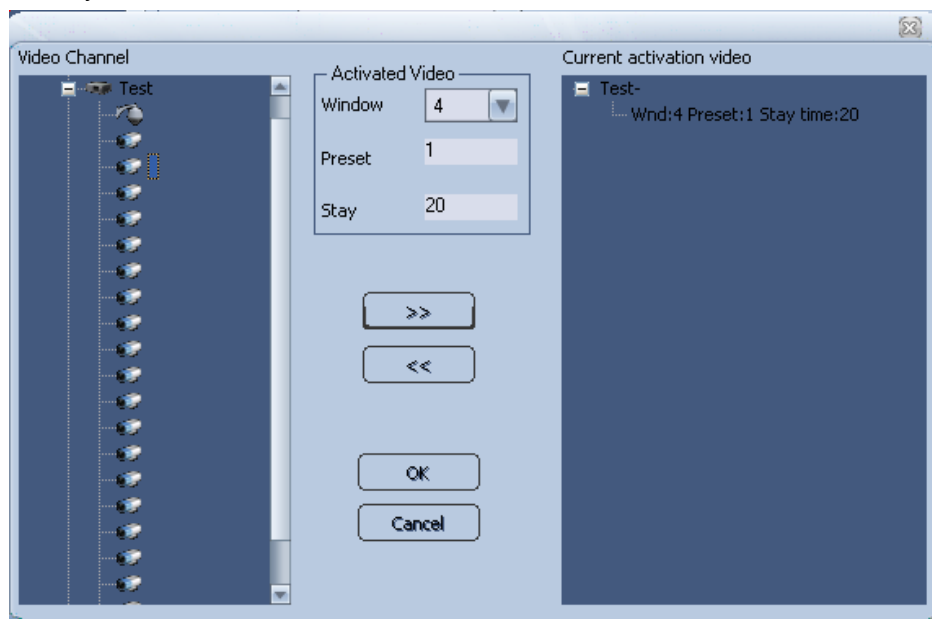 Video Channel
Test
Activated Video
Window 4
Preset 1
Stay 20
>>
<<
OK
Cancel
Current activation video
Test-
Wnd:4 Preset:1 Stay time:20